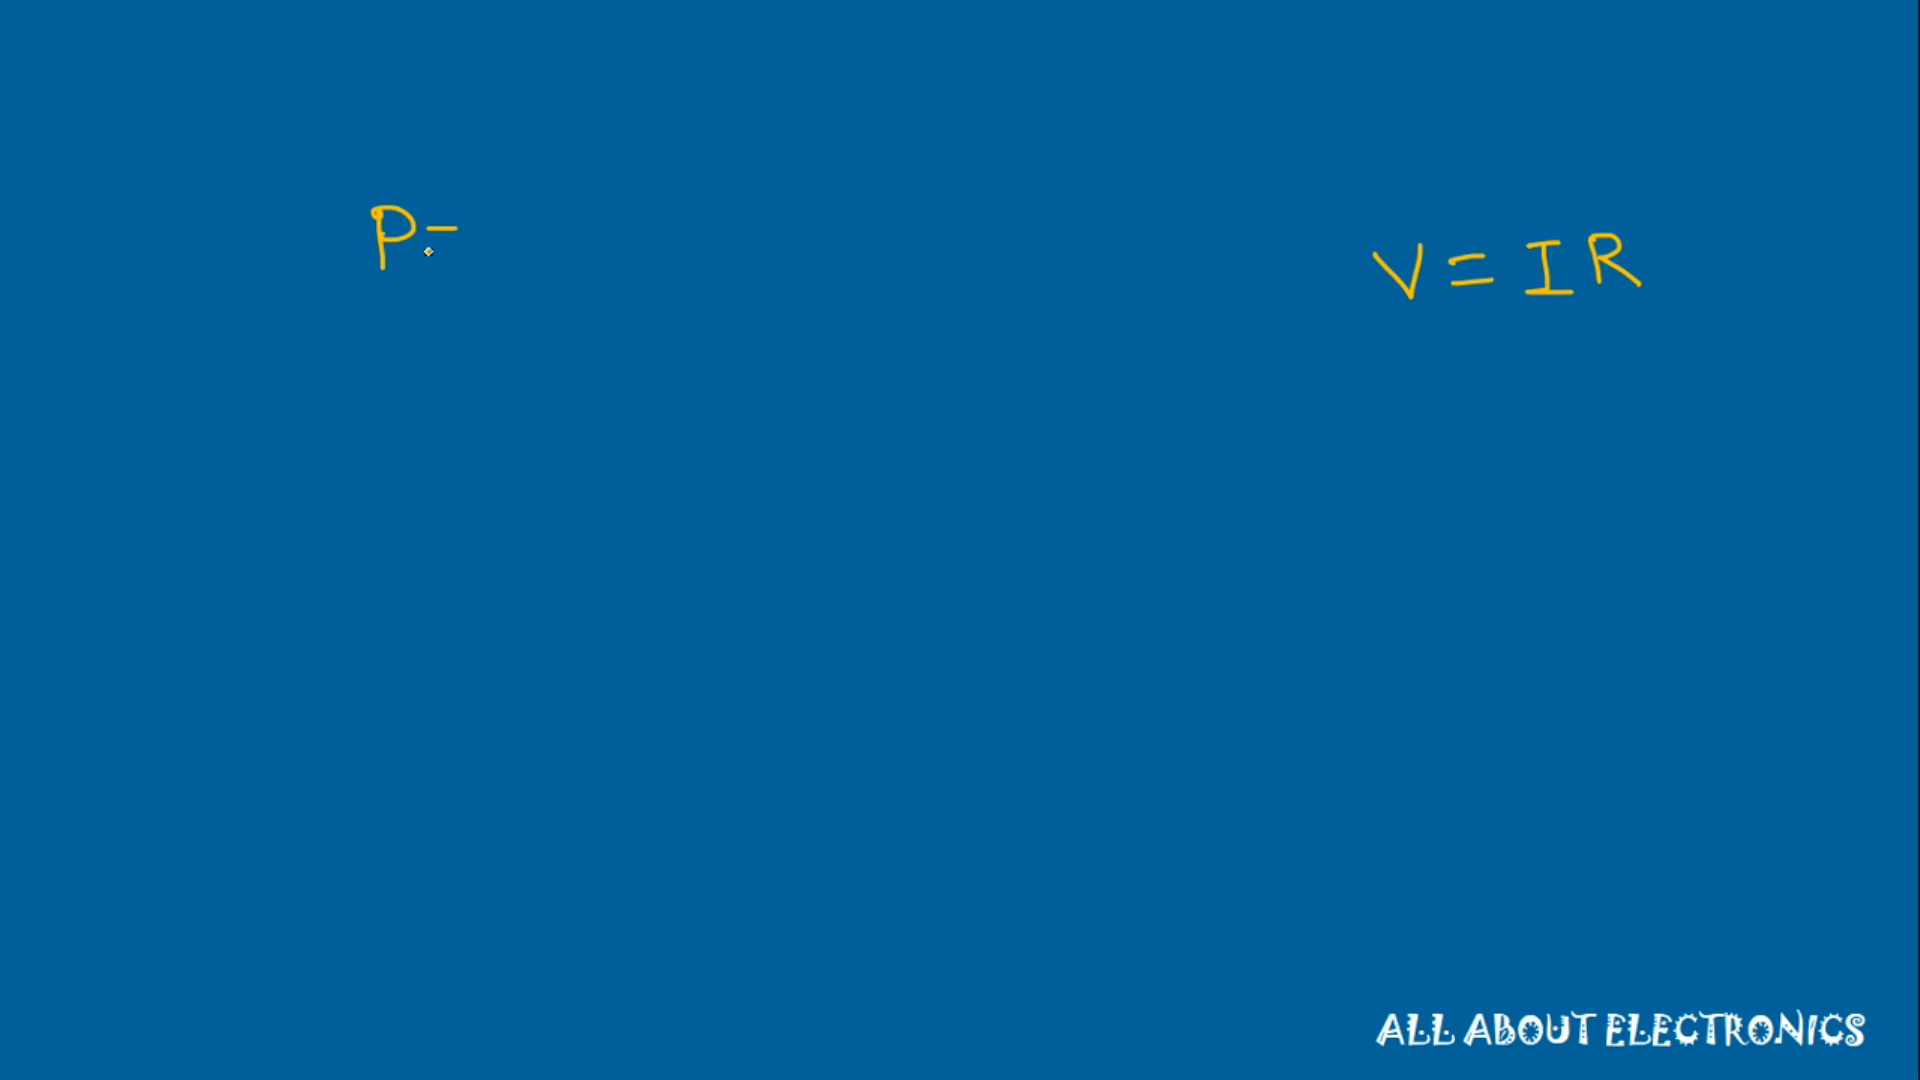 P-
V = IR
ALL ABOUT ELECTRONICS